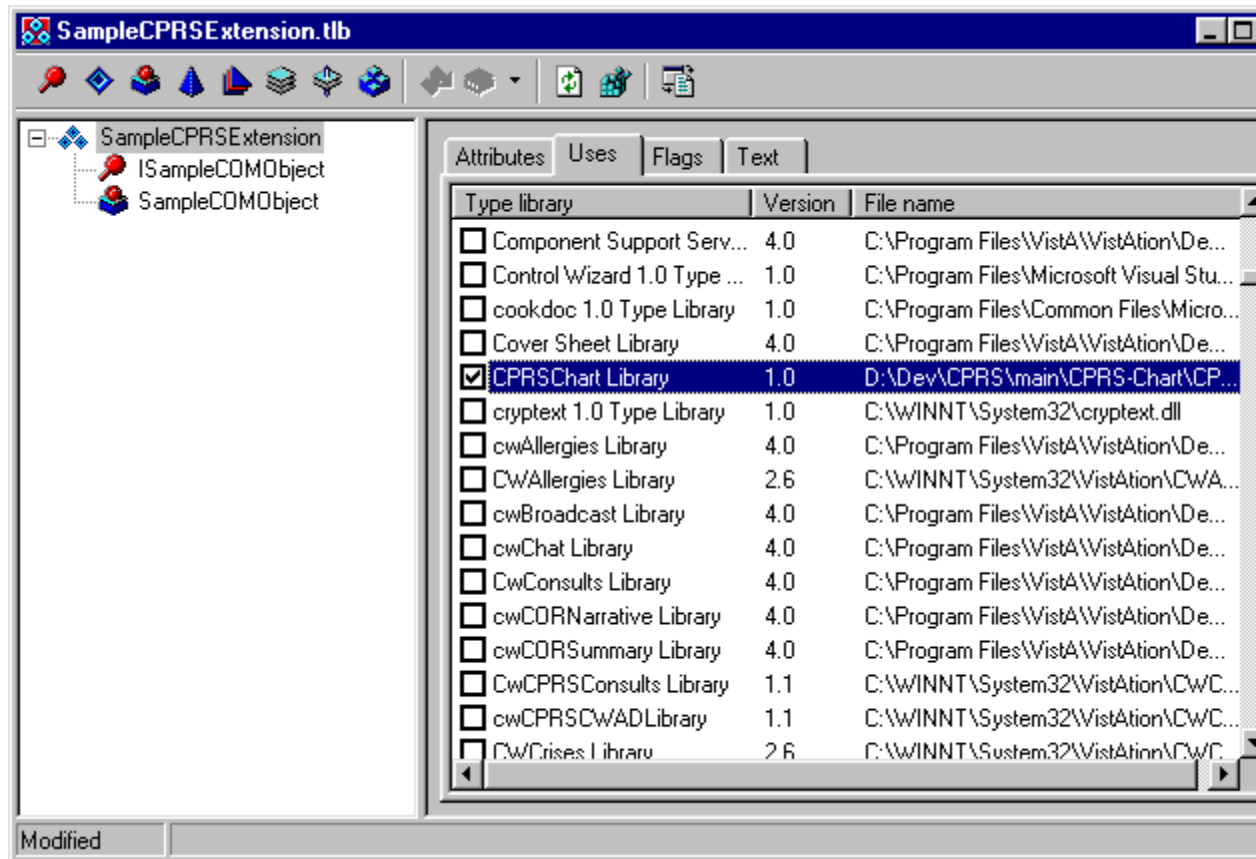 SampleCPRSExtension.tlb
SampleCPRSExtension
ISampleCOMObject
SampleCOMObject
Attributes Uses Flags Text
Type library Version File name
Component Support Serv... 4.0 C:\Program Files\VistA\VistAtion\De...
Control Wizard 1.0 Type ... 1.0 C:\Program Files\Microsoft Visual Stu...
cookdoc 1.0 Type Library 1.0 C:\Program Files\Common Files\Micro...
Cover Sheet Library 4.0 C:\Program Files\VistA\VistAtion\De...
CPRSChart Library 1.0 D:\Dev\CPRS\main\CPRS-Chart\CP...
cryptext 1.0 Type Library 1.0 C:\WINNT\System32\cryptext.dll
cwAllergies Library 4.0 C:\Program Files\VistA\VistAtion\De...
CWAllergies Library 2.6 C:\WINNT\System32\VistAtion\CWA...
cwBroadcast Library 4.0 C:\Program Files\VistA\VistAtion\De...
cwChat Library 4.0 C:\Program Files\VistA\VistAtion\De...
CwConsults Library 4.0 C:\Program Files\VistA\VistAtion\De...
cwCORNarrative Library 4.0 C:\Program Files\VistA\VistAtion\De...
cwCORSummary Library 4.0 C:\Program Files\VistA\VistAtion\De...
CwCPRSConsults Library 1.1 C:\WINNT\System32\VistAtion\CWC...
cwCPRSCWADLibrary 1.1 C:\WINNT\System32\VistAtion\CWC...
CWCrises Library 2.6 C:\WINNT\System32\VistAtion\CWC...
Modified